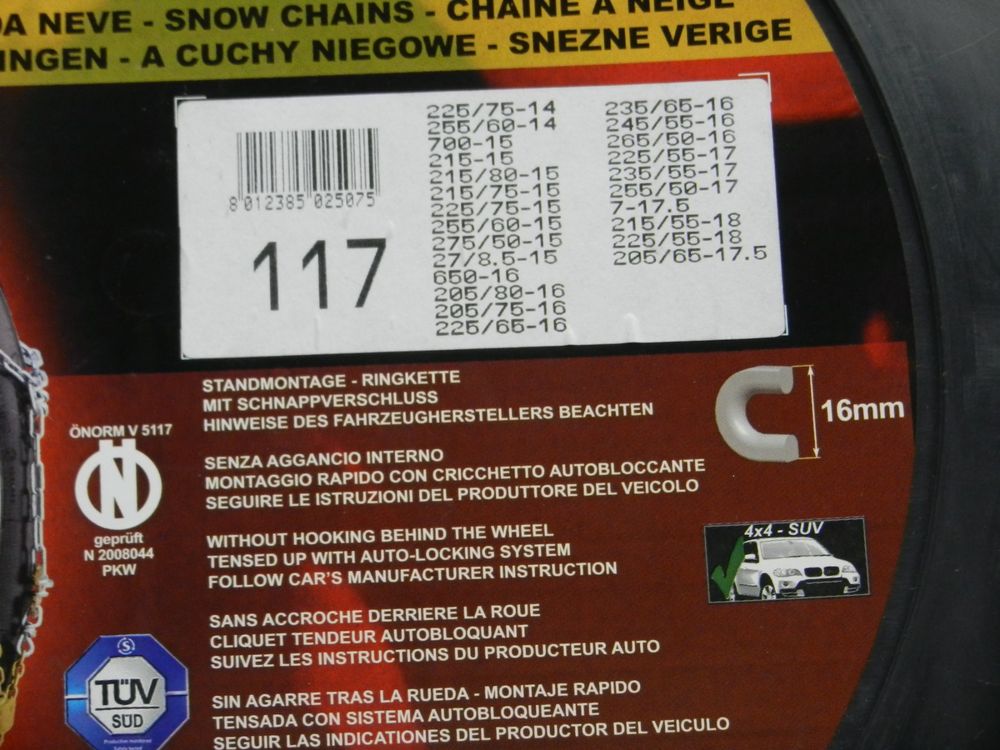 DA NEVE - SNOW CHAINS - CHAINE A NEIGE
INGEN - A CUCHY NIEGOWE - SNEZNE VERIGE
8 012385 025075
117
225/75-14
255/60-14
700-15
215-15
215/80-15
215/75-15
225/75-15
255/60-15
275/50-15
27/8.5-15
650-16
205/80-16
205/75-16
225/65-16
235/65-16
245/55-16
265/50-16
225/55-17
235/55-17
255/50-17
7-17.5
215/55-18
225/55-18
205/65-17.5
STANDMONTAGE - RINGKETTE
MIT SCHNAPPVERSCHLUSS
HINWEISE DES FAHRZEUGHERSTELLERS BEACHTEN
16mm
ÖNORM V 5117
N
geprüft
N 2008044
PKW
SENZA AGGANCIO INTERNO
MONTAGGIO RAPIDO CON CRICCHETTO AUTOBLOCCANTE
SEGUIRE LE ISTRUZIONI DEL PRODUTTORE DEL VEICOLO
WITHOUT HOOKING BEHIND THE WHEEL
TENSED UP WITH AUTO-LOCKING SYSTEM
FOLLOW CAR'S MANUFACTURER INSTRUCTION
4x4 - SUV
SANS ACCROCHE DERRIERE LA ROUE
CLIQUET TENDEUR AUTOBLOQUANT
SUIVEZ LES INSTRUCTIONS DU PRODUCTEUR AUTO
S
TÜV
SÜD
Production monitored
Safety tested
SIN AGARRE TRAS LA RUEDA - MONTAJE RAPIDO
TENSADA CON SISTEMA AUTOBLOQUEANTE
SEGUIR LAS INDICATIONES DEL PRODUCTOR DEL VEICULO